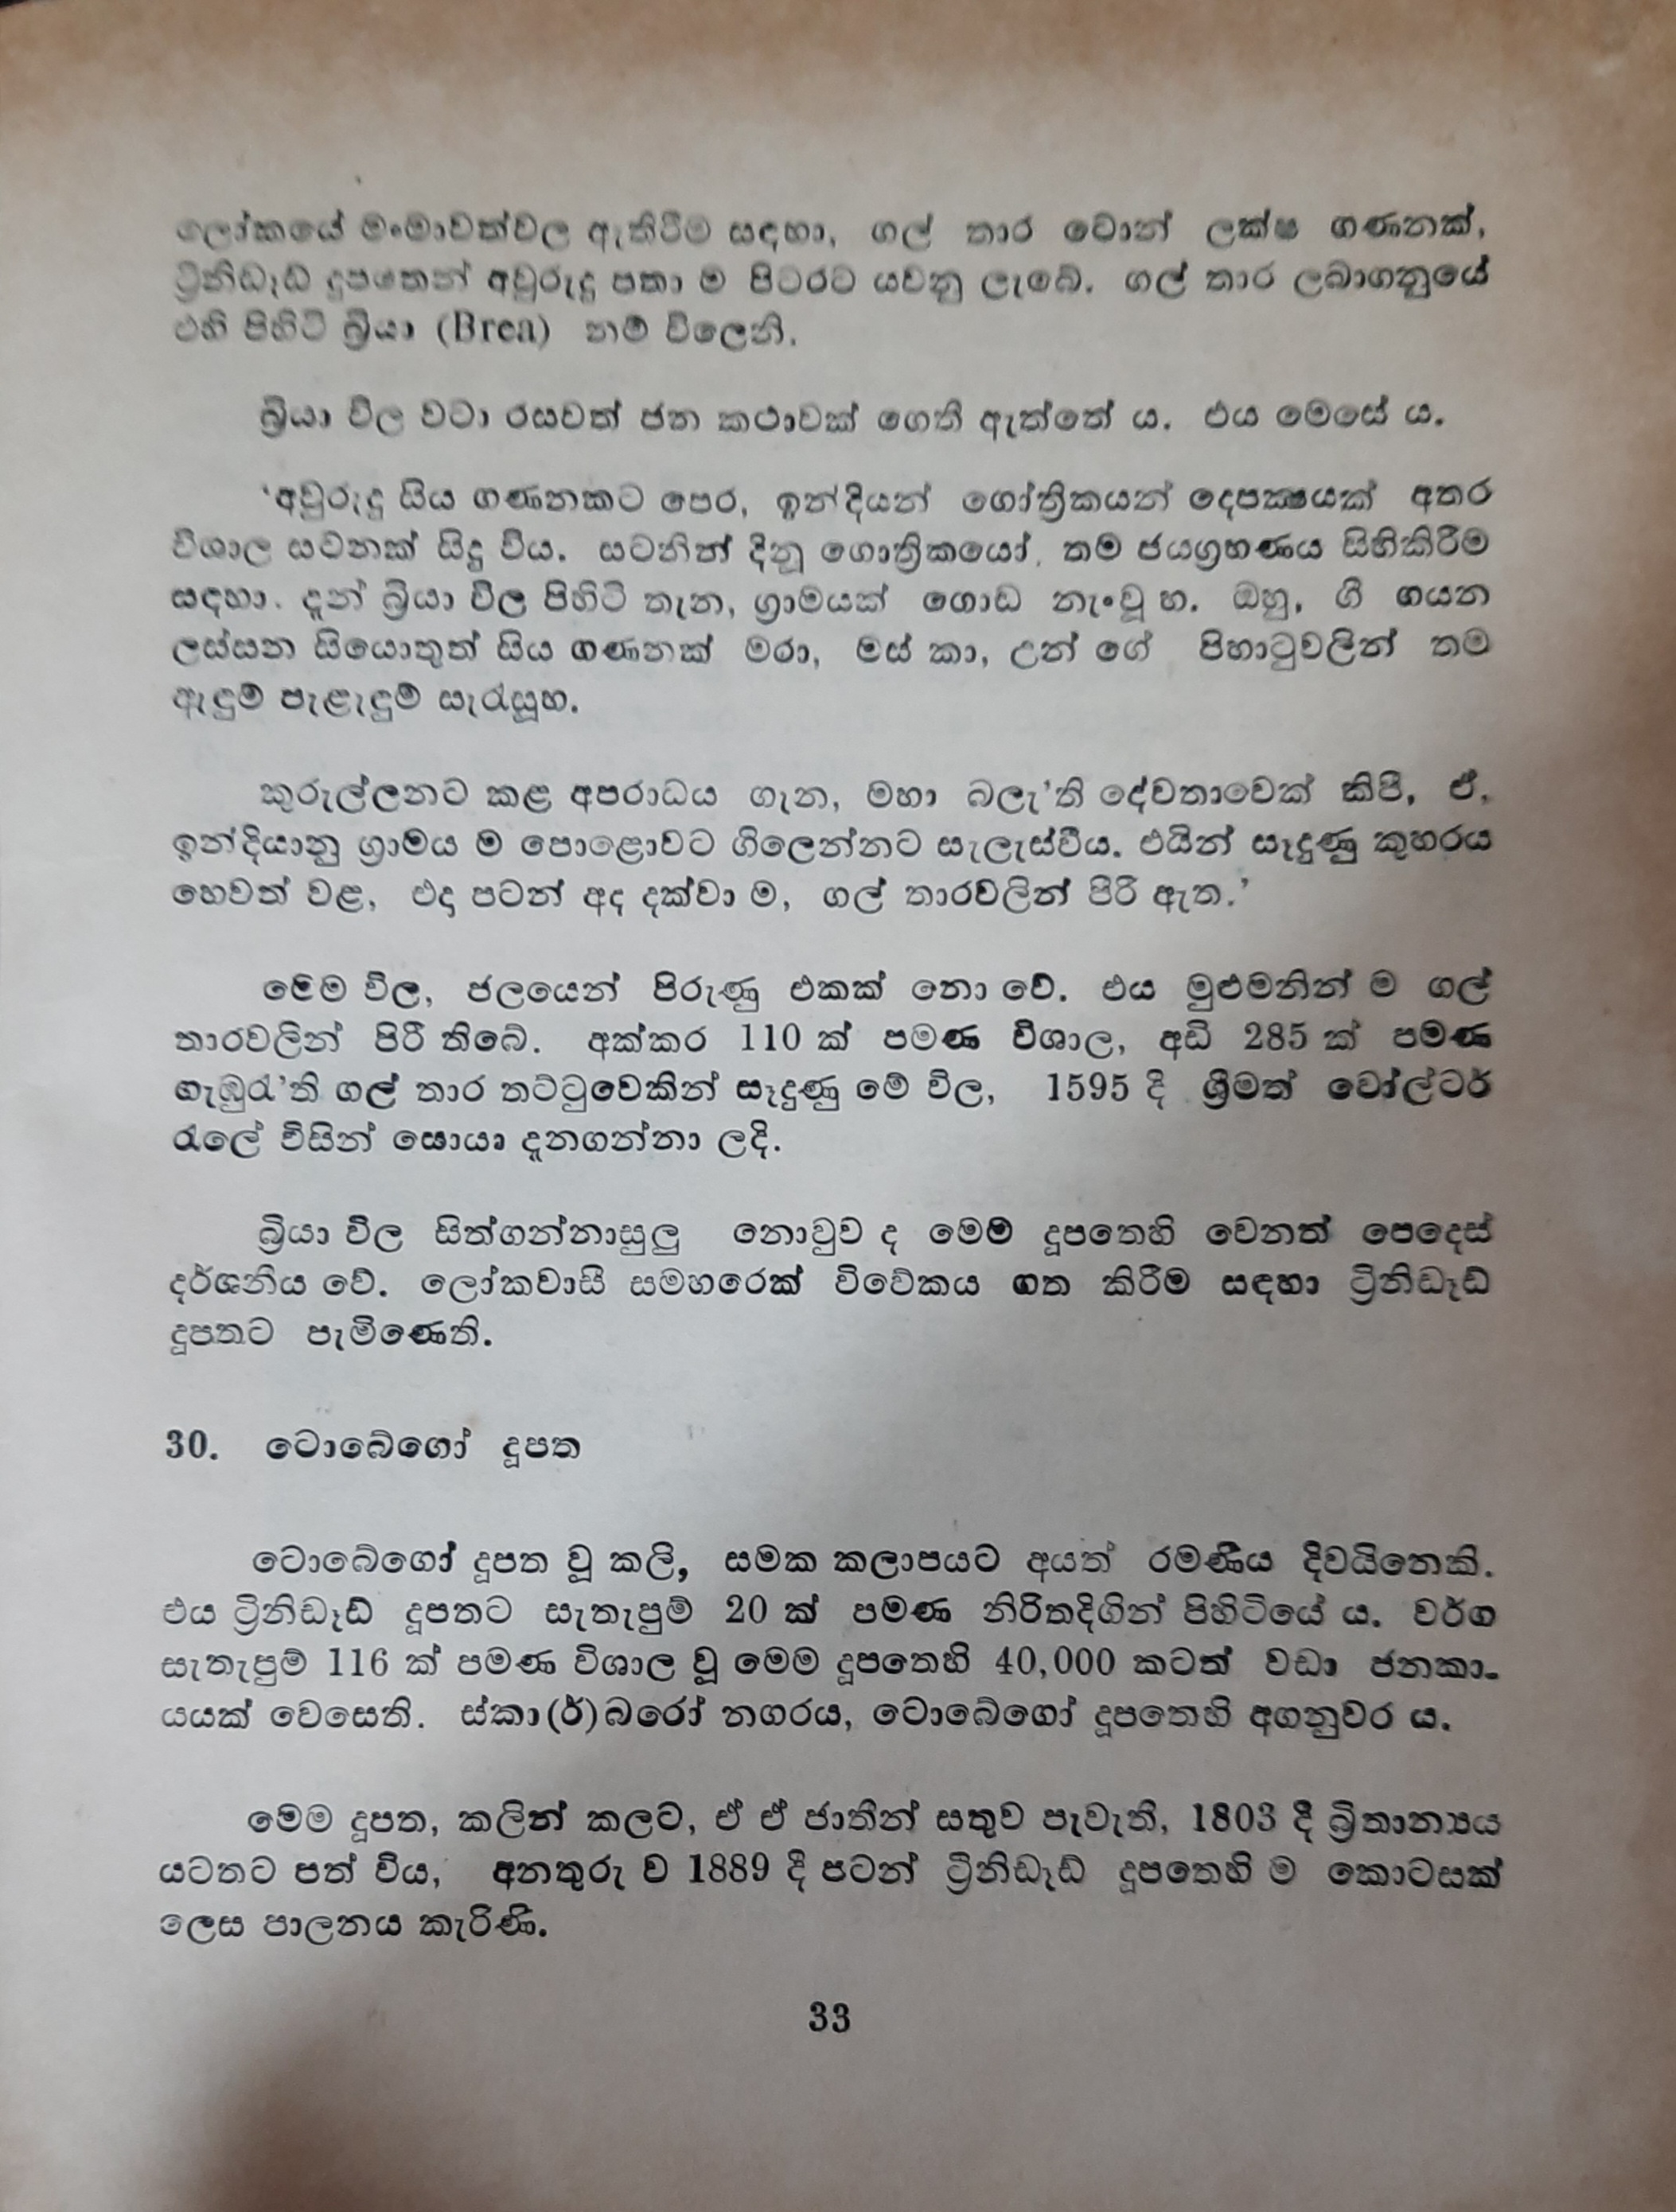 ලෝකයේ මංමාවත්වල ඇතිරීම සඳහා, ගල් තාර ටොන් ලක්ෂ ගණනක්,
ට්‍රිනිඩෑඩ් දූපතෙන් අවුරුදු පතා ම පිටරට යවනු ලැබේ. ගල් තාර ලබාගනුයේ
එහි පිහිටි බ්‍රියා (Brea) නම් විලෙනි.
බ්‍රියා විල වටා රසවත් ජන කථාවක් ගෙති ඇත්තේ ය. එය මෙසේ ය.
‘අවුරුදු සිය ගණනකට පෙර, ඉන්දියන් ගෝත්‍රිකයන් දෙපක්‍ෂයක් අතර
විශාල සටනක් සිදු විය. සටනින් දිනූ ගොත්‍රිකයෝ, තම ජයග්‍රහණය සිහිකිරීම
සඳහා. දැන් බ්‍රියා විල පිහිටි තැන, ග්‍රාමයක් ගොඩ නැංවූ හ. ඔහු, ගී ගයන
ලස්සන සියොතුන් සිය ගණනක් මරා, මස් කා, උන් ගේ පිහාටුවලින් තම
ඇඳුම් පැළැඳුම් සැරසූහ.
කුරුල්ලනට කළ අපරාධය ගැන, මහා බලැ’ති දේවතාවෙක් කිපී, ඒ,
ඉන්දියානු ග්‍රාමය ම පොළොවට ගිලෙන්නට සැලැස්වීය. එයින් සෑදුණු කුහරය
හෙවත් වළ, එදා පටන් අද දක්වා ම, ගල් තාරවලින් පිරී ඇත.’
මෙම විල, ජලයෙන් පිරුණු එකක් නො වේ. එය මුළුමනින් ම ගල්
තාරවලින් පිරී තිබේ. අක්කර 110 ක් පමණ විශාල, අඩි 285 ක් පමණ
ගැඹුරැ’ති ගල් තාර තට්ටුවෙකින් සෑදුණු මේ විල, 1595 දී ශ්‍රීමත් වෝල්ටර්
රැලේ විසින් සොයා දැනගන්නා ලදී.
බ්‍රියා විල සිත්ගන්නාසුලු නොවුව ද මෙම දූපතෙහි වෙනත් පෙදෙස්
දර්ශනීය වේ. ලෝකවාසී සමහරෙක් විවේකය ගත කිරීම සඳහා ට්‍රිනිඩෑඩ්
දූපතට පැමිණෙති.
30. ටොබේගෝ දූපත
ටොබේගෝ දූපත වූ කලි, සමක කලාපයට අයත් රමණීය දිවයිනෙකි.
එය ට්‍රිනිඩෑඩ් දූපතට සැතැපුම් 20 ක් පමණ නිරිතදිගින් පිහිටියේ ය. වර්ග
සැතැපුම් 116 ක් පමණ විශාල වූ මෙම දූපතෙහි 40,000 කටත් වඩා ජනකා-
යයක් වෙසෙති. ස්කා(ර්)බරෝ නගරය, ටොබේගෝ දූපතෙහි අගනුවර ය.
මෙම දූපත, කලින් කලට, ඒ ඒ ජාතීන් සතුව පැවැති, 1803 දී බ්‍රිතාන්‍යය
යටතට පත් විය, අනතුරු ව 1889 දී පටන් ට්‍රිනිඩෑඩ් දූපතෙහි ම කොටසක්
ලෙස පාලනය කැරිණි.
33